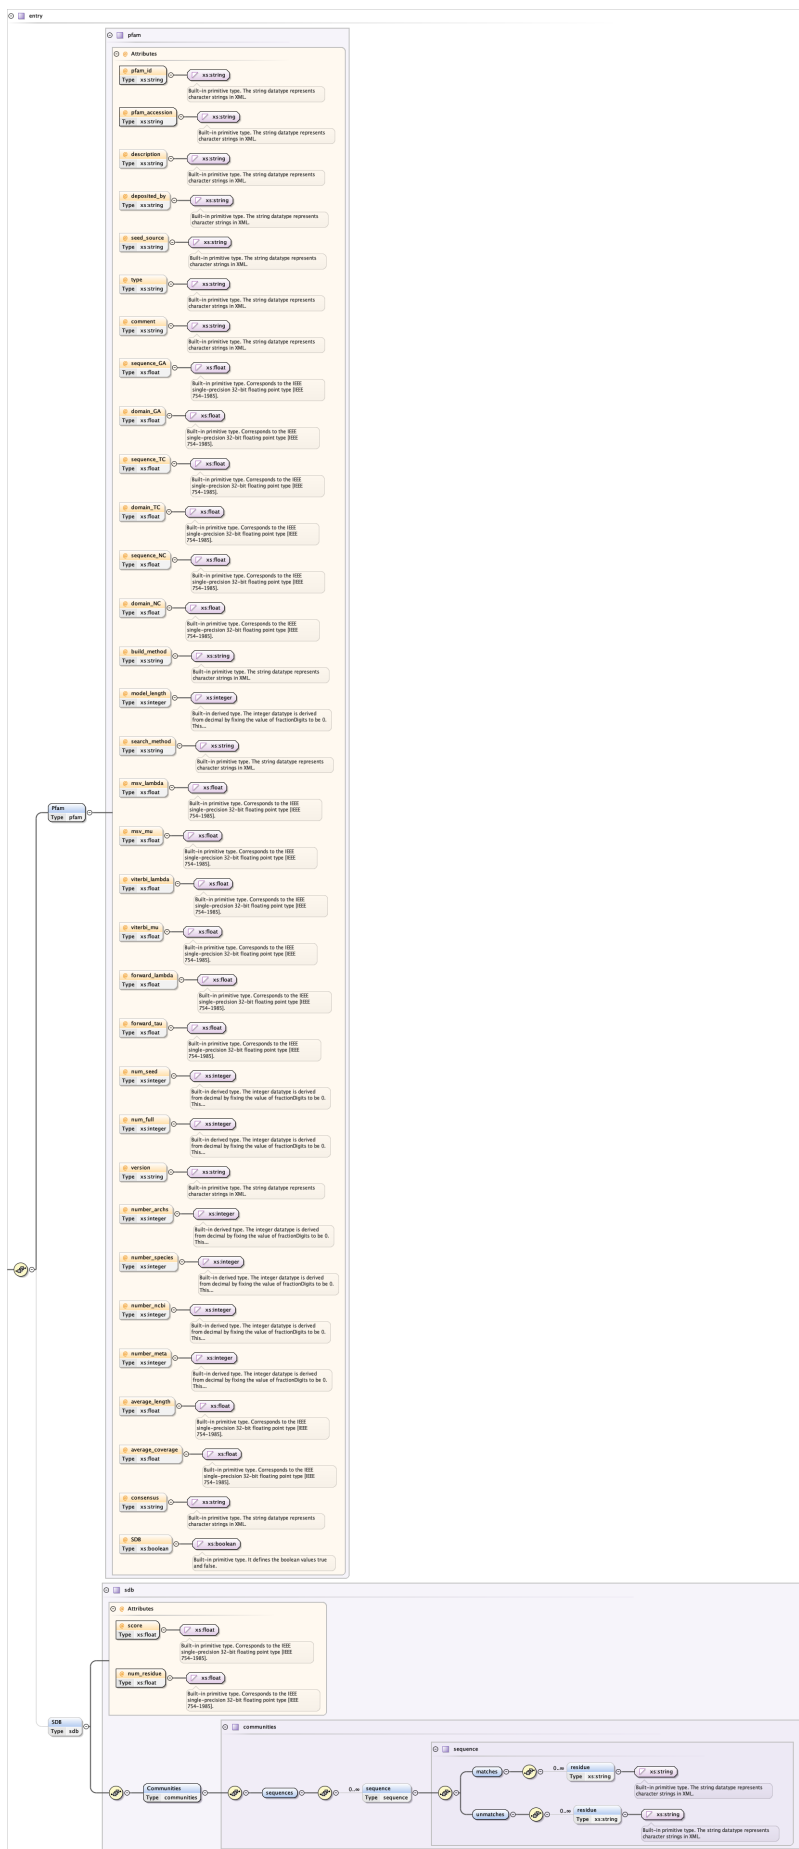 entry
pfam
Attributes
pfam_id
Type xs:string
xs:string
Built-in primitive type. The string datatype represents
character strings in XML.
pfam_accession
Type xs:string
xs:string
Built-in primitive type. The string datatype represents
character strings in XML.
description
Type xs:string
xs:string
Built-in primitive type. The string datatype represents
character strings in XML.
deposited_by
Type xs:string
xs:string
Built-in primitive type. The string datatype represents
character strings in XML.
seed_source
Type xs:string
xs:string
Built-in primitive type. The string datatype represents
character strings in XML.
type
Type xs:string
xs:string
Built-in primitive type. The string datatype represents
character strings in XML.
comment
Type xs:string
xs:string
Built-in primitive type. The string datatype represents
character strings in XML.
sequence_GA
Type xs:float
xs:float
Built-in primitive type. Corresponds to the IEEE
single-precision 32-bit floating point type [IEEE
754-1985].
domain_GA
Type xs:float
xs:float
Built-in primitive type. Corresponds to the IEEE
single-precision 32-bit floating point type [IEEE
754-1985].
sequence_TC
Type xs:float
xs:float
Built-in primitive type. Corresponds to the IEEE
single-precision 32-bit floating point type [IEEE
754-1985].
domain_TC
Type xs:float
xs:float
Built-in primitive type. Corresponds to the IEEE
single-precision 32-bit floating point type [IEEE
754-1985].
sequence_NC
Type xs:float
xs:float
Built-in primitive type. Corresponds to the IEEE
single-precision 32-bit floating point type [IEEE
754-1985].
domain_NC
Type xs:float
xs:float
Built-in primitive type. Corresponds to the IEEE
single-precision 32-bit floating point type [IEEE
754-1985].
build_method
Type xs:string
xs:string
Built-in primitive type. The string datatype represents
character strings in XML.
model_length
Type xs:integer
xs:integer
Built-in derived type. The integer datatype is derived
from decimal by fixing the value of fractionDigits to be 0.
This...
search_method
Type xs:string
xs:string
Built-in primitive type. The string datatype represents
character strings in XML.
msv_lambda
Type xs:float
xs:float
Built-in primitive type. Corresponds to the IEEE
single-precision 32-bit floating point type [IEEE
754-1985].
Pfam
Type pfam
msv_mu
Type xs:float
xs:float
Built-in primitive type. Corresponds to the IEEE
single-precision 32-bit floating point type [IEEE
754-1985].
viterbi_lambda
Type xs:float
xs:float
Built-in primitive type. Corresponds to the IEEE
single-precision 32-bit floating point type [IEEE
754-1985].
viterbi_mu
Type xs:float
xs:float
Built-in primitive type. Corresponds to the IEEE
single-precision 32-bit floating point type [IEEE
754-1985].
forward_lambda
Type xs:float
xs:float
Built-in primitive type. Corresponds to the IEEE
single-precision 32-bit floating point type [IEEE
754-1985].
forward_tau
Type xs:float
xs:float
Built-in primitive type. Corresponds to the IEEE
single-precision 32-bit floating point type [IEEE
754-1985].
num_seed
Type xs:integer
xs:integer
Built-in derived type. The integer datatype is derived
from decimal by fixing the value of fractionDigits to be 0.
This...
num_full
Type xs:integer
xs:integer
Built-in derived type. The integer datatype is derived
from decimal by fixing the value of fractionDigits to be 0.
This...
version
Type xs:string
xs:string
Built-in primitive type. The string datatype represents
character strings in XML.
number_archs
Type xs:integer
xs:integer
Built-in derived type. The integer datatype is derived
from decimal by fixing the value of fractionDigits to be 0.
This...
number_species
Type xs:integer
xs:integer
Built-in derived type. The integer datatype is derived
from decimal by fixing the value of fractionDigits to be 0.
This...
number_ncbi
Type xs:integer
xs:integer
Built-in derived type. The integer datatype is derived
from decimal by fixing the value of fractionDigits to be 0.
This...
number_meta
Type xs:integer
xs:integer
Built-in derived type. The integer datatype is derived
from decimal by fixing the value of fractionDigits to be 0.
This...
average_length
Type xs:float
xs:float
Built-in primitive type. Corresponds to the IEEE
single-precision 32-bit floating point type [IEEE
754-1985].
average_coverage
Type xs:float
xs:float
Built-in primitive type. Corresponds to the IEEE
single-precision 32-bit floating point type [IEEE
754-1985].
consensus
Type xs:string
xs:string
Built-in primitive type. The string datatype represents
character strings in XML.
SDB
Type xs:boolean
xs:boolean
Built-in primitive type. It defines the boolean values true
and false.
sdb
Attributes
score
Type xs:float
xs:float
Built-in primitive type. Corresponds to the IEEE
single-precision 32-bit floating point type [IEEE
754-1985].
num_residue
Type xs:float
xs:float
Built-in primitive type. Corresponds to the IEEE
single-precision 32-bit floating point type [IEEE
754-1985].
SDB
Type sdb
communities
sequence
Communities
Type communities
sequences
0..∞
sequence
Type sequence
matches
0..∞
residue
Type xs:string
xs:string
Built-in primitive type. The string datatype represents
character strings in XML.
unmatches
0..∞
residue
Type xs:string
xs:string
Built-in primitive type. The string datatype represents
character strings in XML.